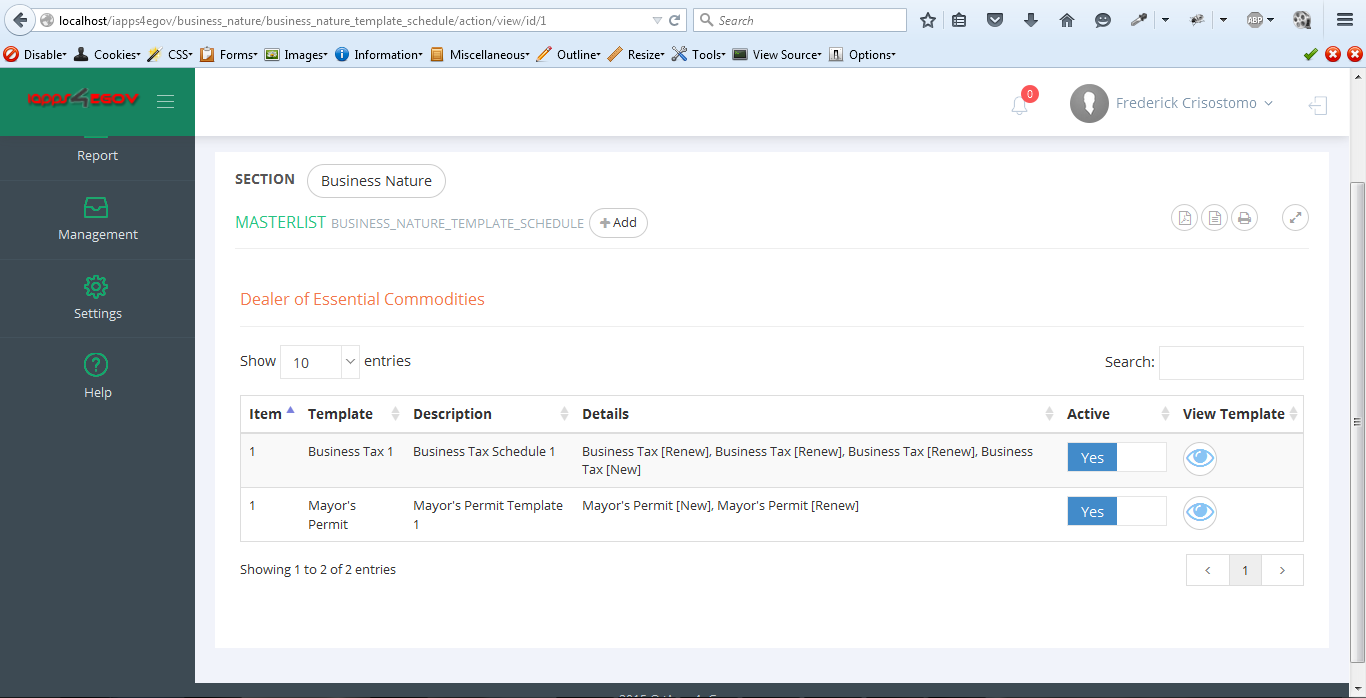 localhost/iapps4egov/business_nature/business_nature_template_schedule/action/view/id/1
Search
ABP
Disable
Cookies
CSS
Forms
Images
Information
Miscellaneous
Outline
Resize
Tools
View Source
Options
iapps4EGOV
0
Frederick Crisostomo
Report
Management
Settings
Help
SECTION Business Nature
MASTERLIST BUSINESS_NATURE_TEMPLATE_SCHEDULE + Add
Dealer of Essential Commodities
Show 10 entries
Search:
Item Template Description Details Active View Template
1 Business Tax 1 Business Tax Schedule 1 Business Tax [Renew], Business Tax [Renew], Business Tax [Renew], Business Yes
Tax [New]
1 Mayor's Mayor's Permit Template Mayor's Permit [New], Mayor's Permit [Renew] Yes
Permit 1
Showing 1 to 2 of 2 entries
< 1 >